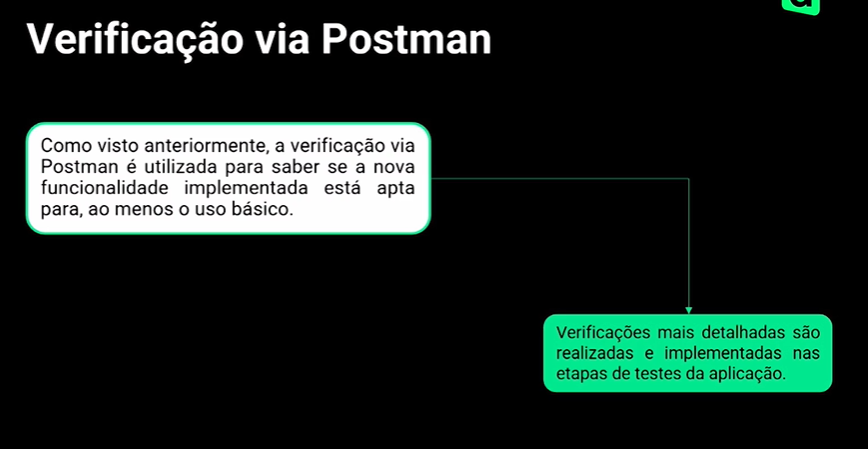 Verificação via Postman
Como visto anteriormente, a verificação via
Postman é utilizada para saber se a nova
funcionalidade implementada está apta
para, ao menos o uso básico.
Verificações mais detalhadas são
realizadas e implementadas nas
etapas de testes da aplicação.